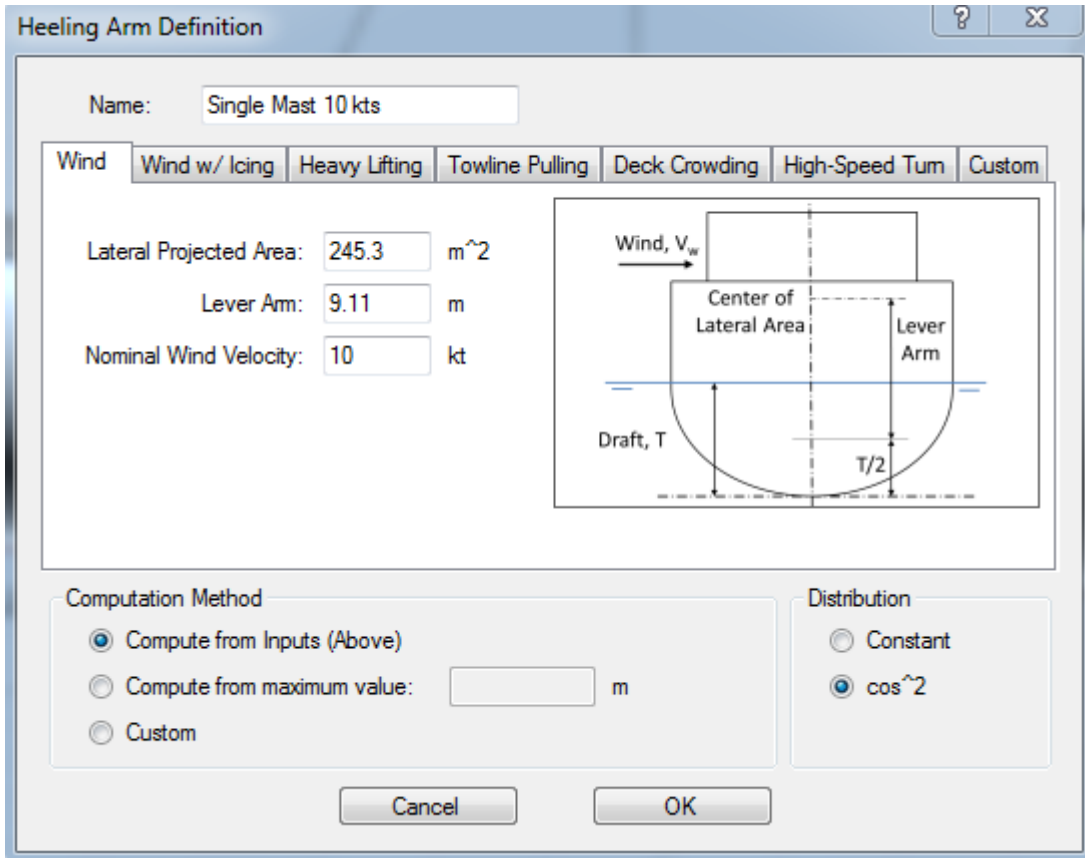 Heeling Arm Definition
?
Name: Single Mast 10 kts
Wind Wind w/ Icing Heavy Lifting Towline Pulling Deck Crowding High-Speed Turn Custom
Lateral Projected Area: 245.3 m^2
Lever Arm: 9.11 m
Nominal Wind Velocity: 10 kt
Wind, Vw
Center of
Lateral Area
Lever
Arm
Draft, T
T/2
Computation Method
Compute from Inputs (Above)
Compute from maximum value: m
Custom
Distribution
Constant
cos^2
Cancel OK